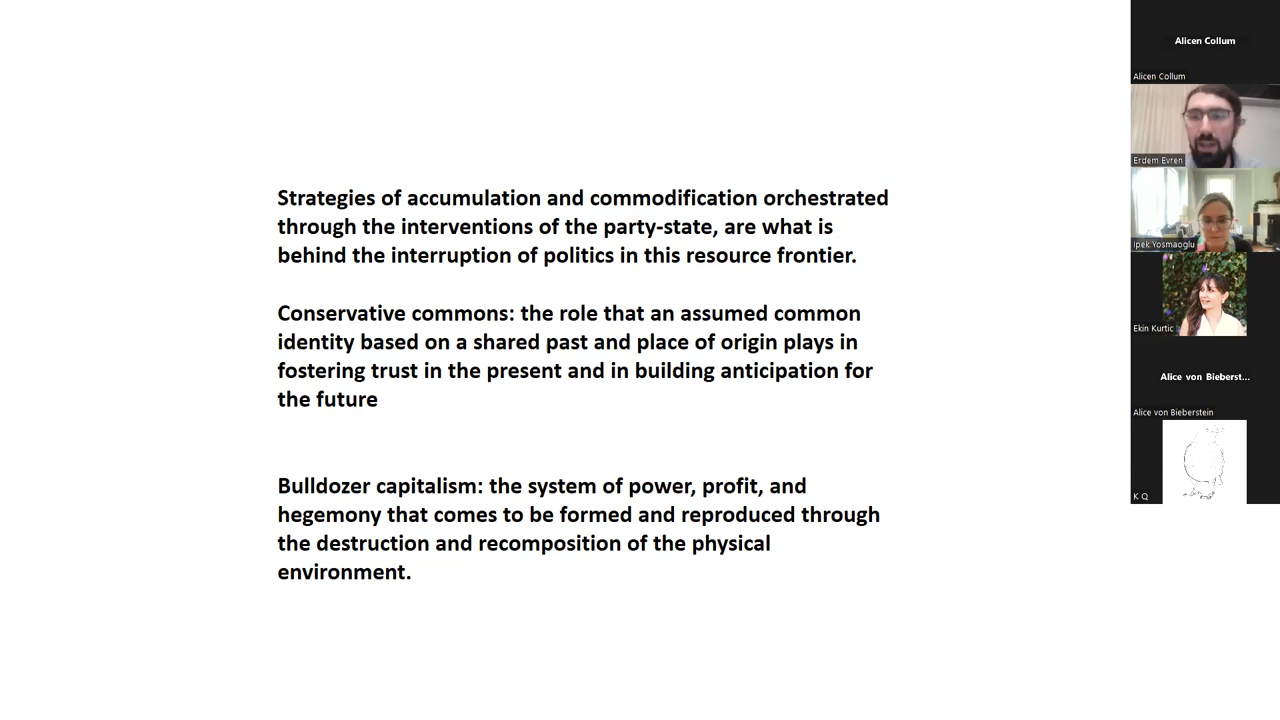 Strategies of accumulation and commodification orchestrated
through the interventions of the party-state, are what is
behind the interruption of politics in this resource frontier.
Conservative commons: the role that an assumed common
identity based on a shared past and place of origin plays in
fostering trust in the present and in building anticipation for
the future
Bulldozer capitalism: the system of power, profit, and
hegemony that comes to be formed and reproduced through
the destruction and recomposition of the physical
environment.
Alicen Collum
Alicen Collum
Erdem Evren
Ipek Yosmaoglu
Ekin Kurtic
Alice von Bieberst...
Alice von Bieberstein
K Q